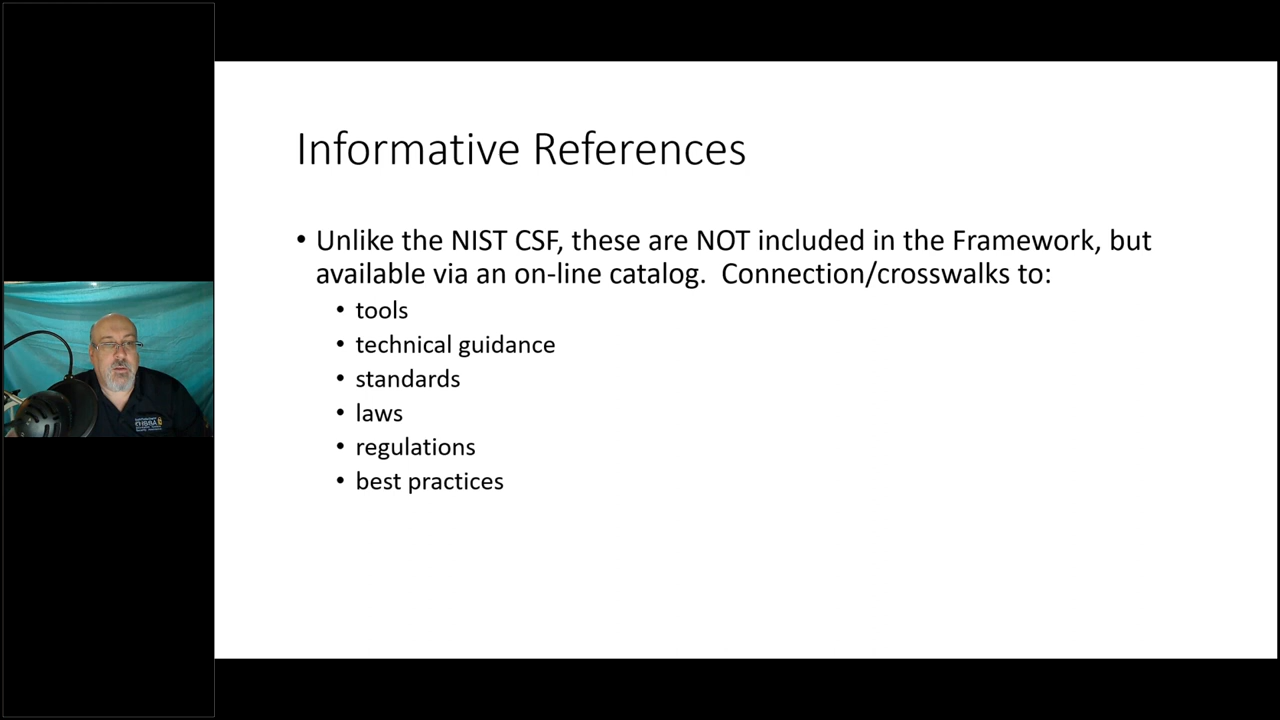 Informative References
• Unlike the NIST CSF, these are NOT included in the Framework, but
available via an on-line catalog.  Connection/crosswalks to:
• tools
• technical guidance
• standards
• laws
• regulations
• best practices